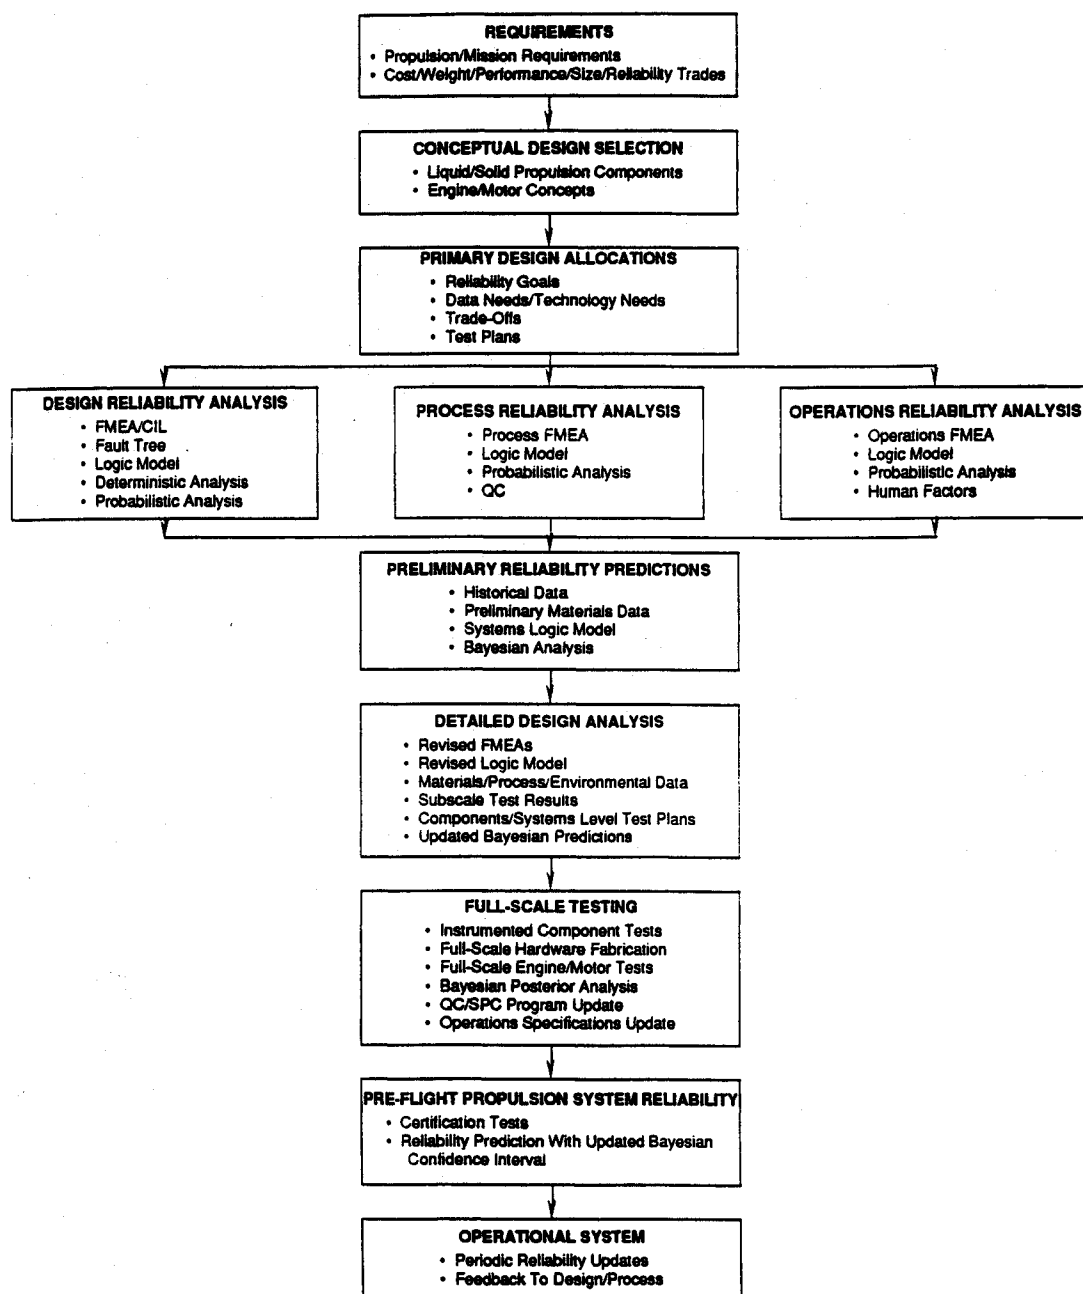 REQUIREMENTS
• Propulsion/Mission Requirements
• Cost/Weight/Performance/Size/Reliability Trades
CONCEPTUAL DESIGN SELECTION
• Liquid/Solid Propulsion Components
• Engine/Motor Concepts
PRIMARY DESIGN ALLOCATIONS
• Reliability Goals
• Data Needs/Technology Needs
• Trade-Offs
• Test Plans
DESIGN RELIABILITY ANALYSIS
• FMEA/CIL
• Fault Tree
• Logic Model
• Deterministic Analysis
• Probabilistic Analysis
PROCESS RELIABILITY ANALYSIS
• Process FMEA
• Logic Model
• Probabilistic Analysis
• QC
OPERATIONS RELIABILITY ANALYSIS
• Operations FMEA
• Logic Model
• Probabilistic Analysis
• Human Factors
PRELIMINARY RELIABILITY PREDICTIONS
• Historical Data
• Preliminary Materials Data
• Systems Logic Model
• Bayesian Analysis
DETAILED DESIGN ANALYSIS
• Revised FMEAs
• Revised Logic Model
• Materials/Process/Environmental Data
• Subscale Test Results
• Components/Systems Level Test Plans
• Updated Bayesian Predictions
FULL-SCALE TESTING
• Instrumented Component Tests
• Full-Scale Hardware Fabrication
• Full-Scale Engine/Motor Tests
• Bayesian Posterior Analysis
• QC/SPC Program Update
• Operations Specifications Update
PRE-FLIGHT PROPULSION SYSTEM RELIABILITY
• Certification Tests
• Reliability Prediction With Updated Bayesian
Confidence Interval
OPERATIONAL SYSTEM
• Periodic Reliability Updates
• Feedback To Design/Process